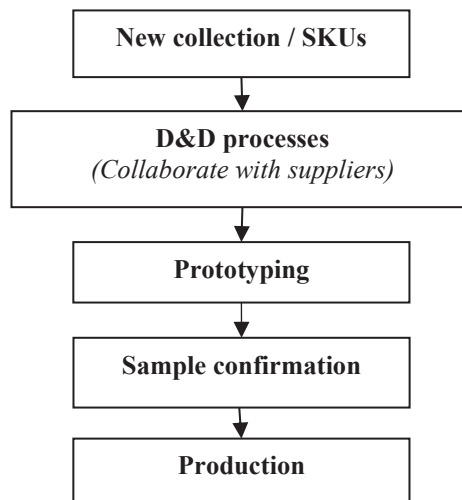 New collection / SKUs
D&D processes
(Collaborate with suppliers)
Prototyping
Sample confirmation
Production